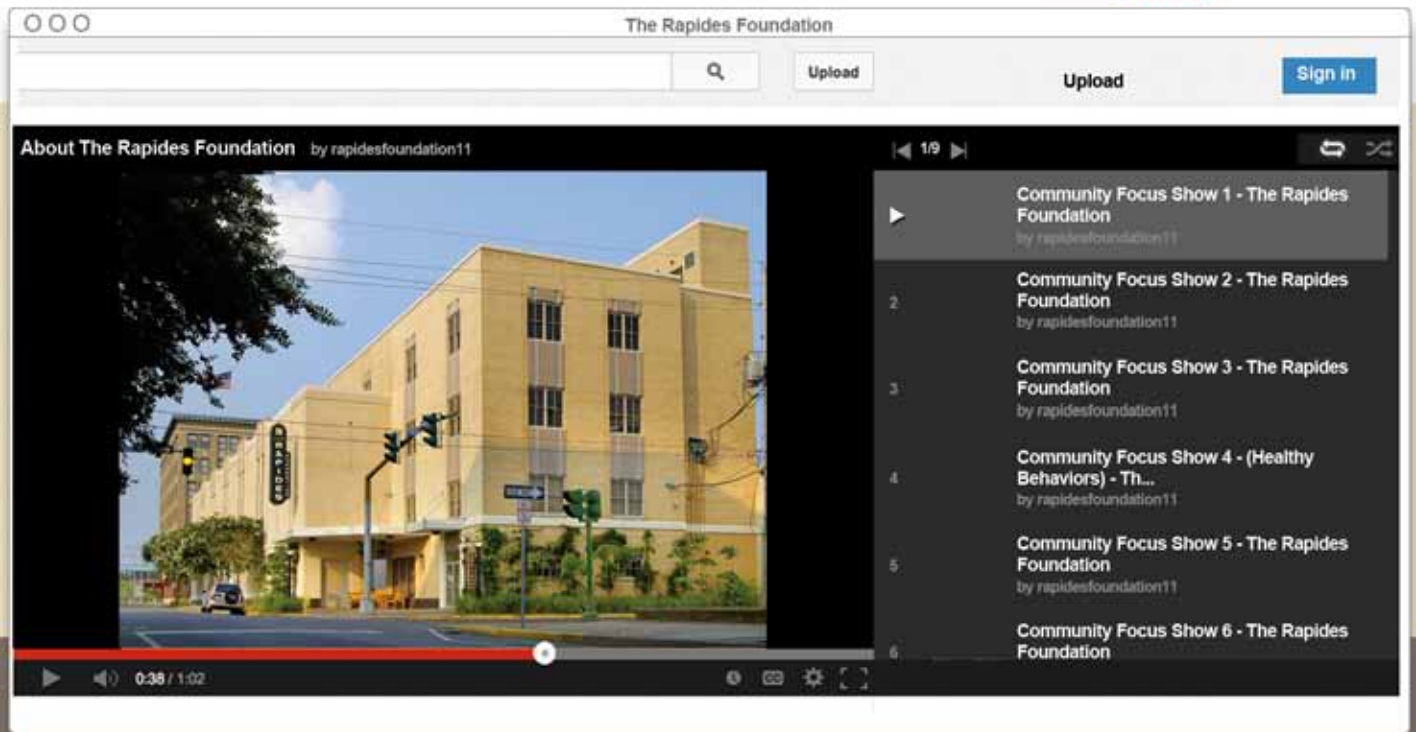 The Rapides Foundation
Upload
Upload
Sign in
About The Rapides Foundation by rapidesfoundation11
1/9
Community Focus Show 1 - The Rapides
Foundation
by rapidesfoundation11
2
Community Focus Show 2 - The Rapides
Foundation
by rapidesfoundation11
3
Community Focus Show 3 - The Rapides
Foundation
by rapidesfoundation11
4
Community Focus Show 4 - (Healthy
Behaviors) - Th...
by rapidesfoundation11
5
Community Focus Show 5 - The Rapides
Foundation
by rapidesfoundation11
6
Community Focus Show 6 - The Rapides
Foundation
RAPIDES
0:38 / 1:02
CC